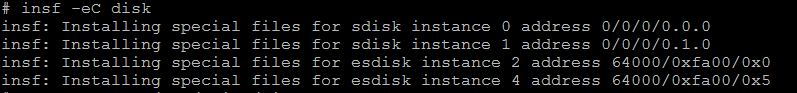 # insf -eC disk
insf: Installing special files for sdisk instance 0 address 0/0/0/0.0.0
insf: Installing special files for sdisk instance 1 address 0/0/0/0.1.0
insf: Installing special files for esdisk instance 2 address 64000/0xfa00/0x0
insf: Installing special files for esdisk instance 4 address 64000/0xfa00/0x5